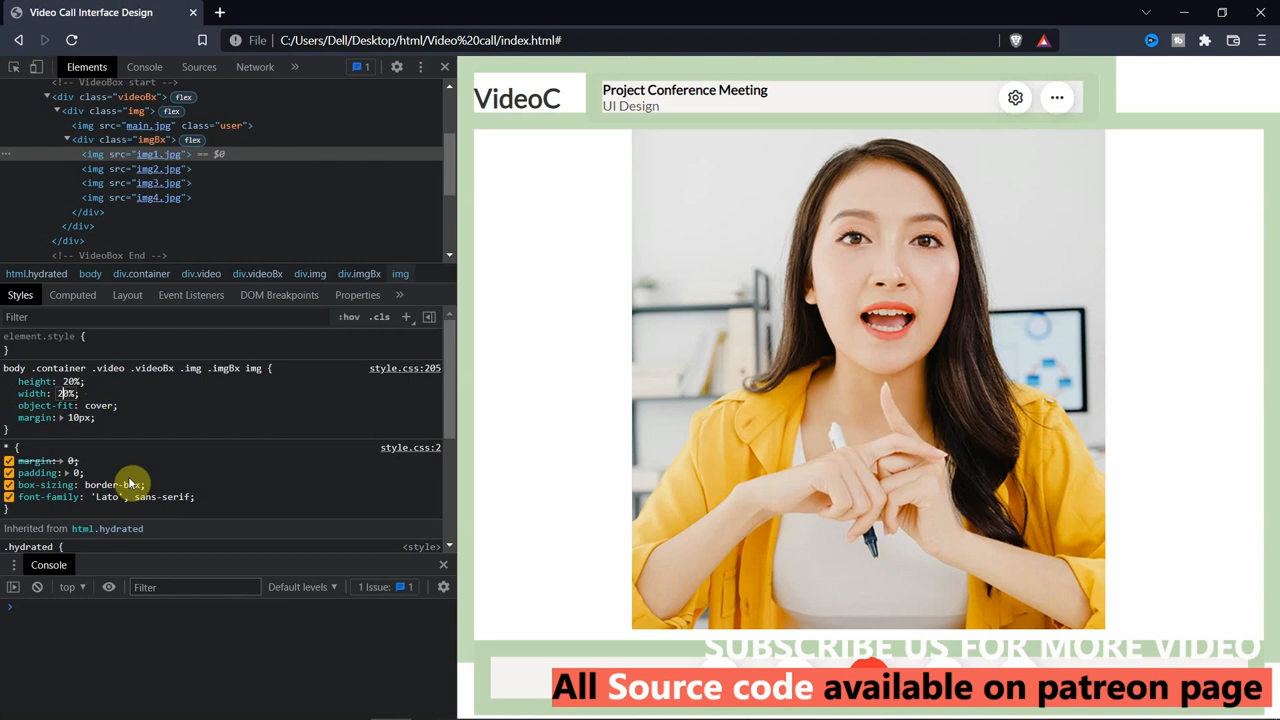 Video Call Interface Design
File
C:/Users/Dell/Desktop/html/Video%20call/index.html#
Elements
Console
Sources
Network
1
<!-- VideoBox start -->
<div class="videoBx">
flex
<div class="img">
flex
<img src="main.jpg" class="user">
<div class="imgBx">
flex
<img src="img1.jpg"> == $0
<img src="img2.jpg">
<img src="img3.jpg">
<img src="img4.jpg">
</div>
</div>
</div>
<!-- VideoBox End -->
html.hydrated
body
div.container
div.video
div.videoBx
div.img
div.imgBx
img
Styles
Computed
Layout
Event Listeners
DOM Breakpoints
Properties
Filter
:hov
.cls
element.style {
}
body .container .video .videoBx .img .imgBx img {
style.css:205
height: 20%;
width: 20%;
object-fit: cover;
margin: 10px;
}
* {
style.css:2
margin: 0;
padding: 0;
box-sizing: border-box;
font-family: 'Lato', sans-serif;
}
Inherited from html.hydrated
.hydrated {
<style>
Console
top
Filter
Default levels
1 Issue:
1
VideoC
Project Conference Meeting
UI Design
SUBSCRIBE US FOR MORE VIDEO
All Source code available on patreon page